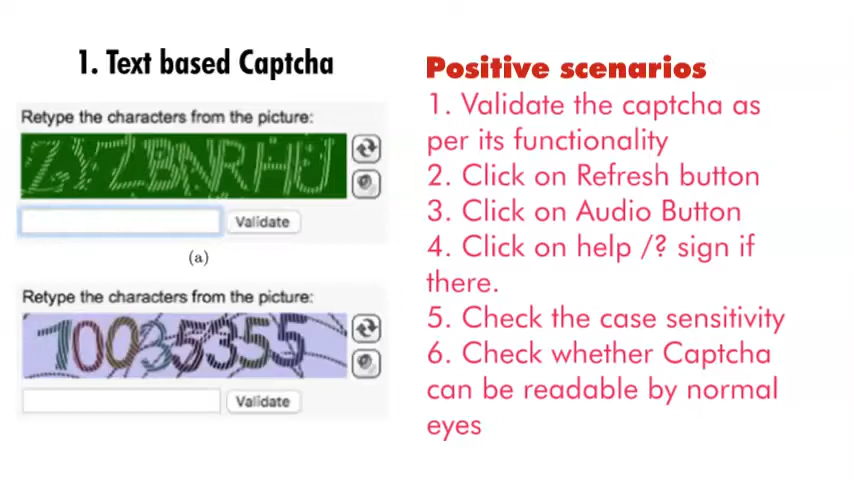 1. Text based Captcha
Retype the characters from the picture:
ZYZBNRHU
Validate
(a)
Retype the characters from the picture:
10035355
Validate
Positive scenarios
1. Validate the captcha as
per its functionality
2. Click on Refresh button
3. Click on Audio Button
4. Click on help /? sign if
there.
5. Check the case sensitivity
6. Check whether Captcha
can be readable by normal
eyes